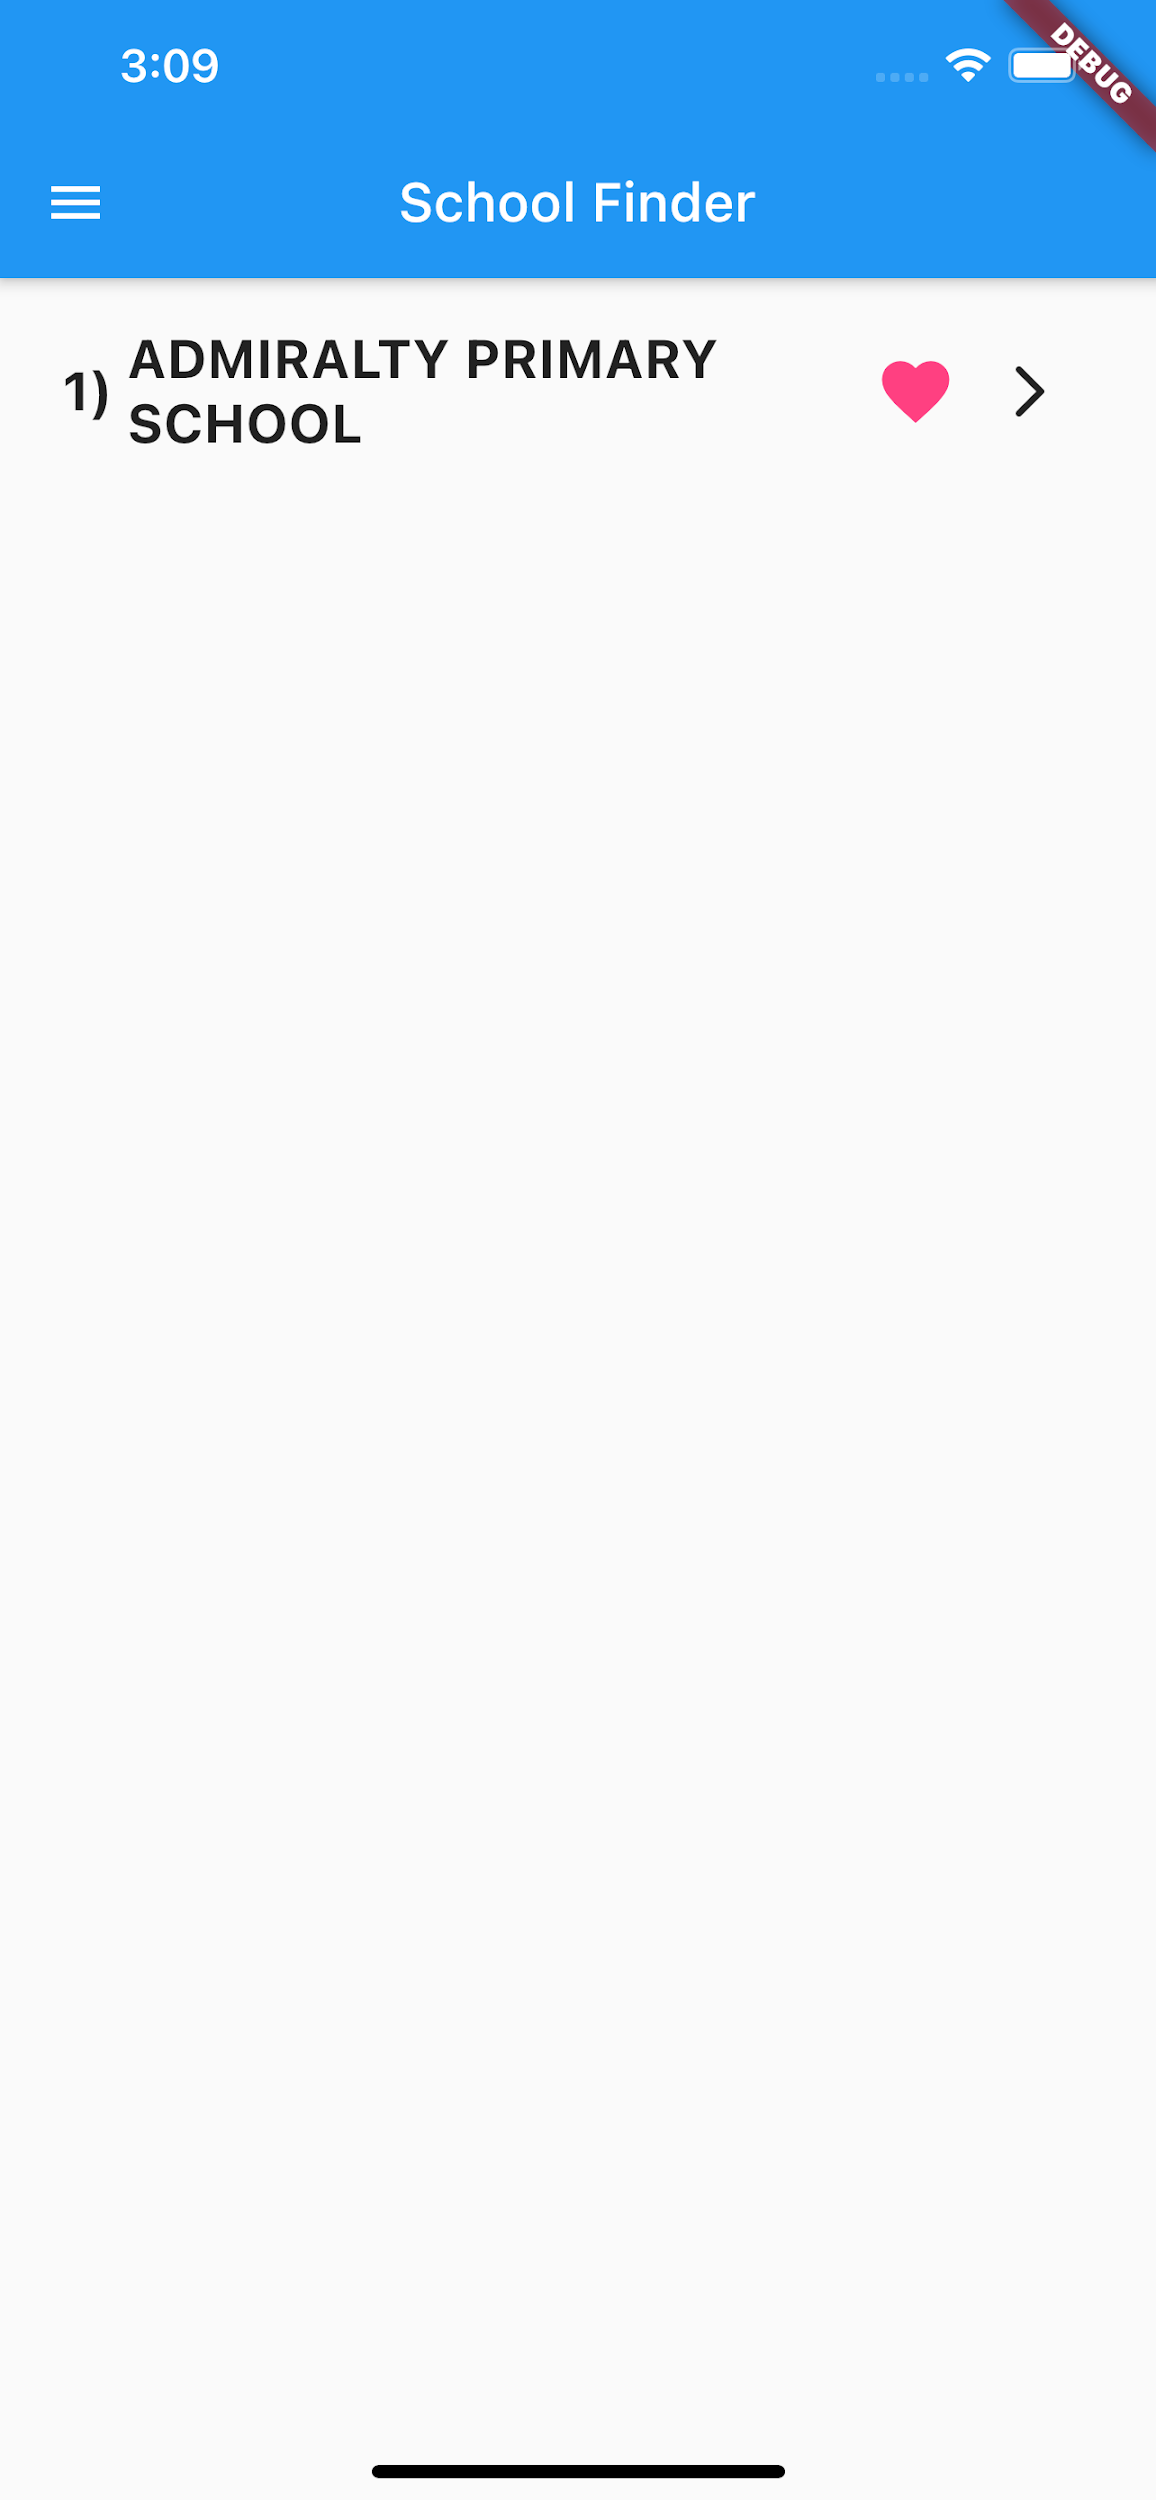 3:09
DEBUG
School Finder
1) ADMIRALTY PRIMARY
SCHOOL